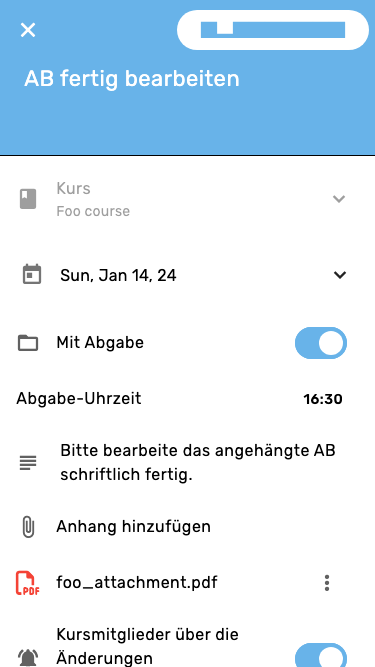 AB fertig bearbeiten
Kurs
Foo course
Sun, Jan 14, 24
Mit Abgabe
Abgabe-Uhrzeit
16:30
Bitte bearbeite das angehängte AB
schriftlich fertig.
Anhang hinzufügen
PDF
foo_attachment.pdf
Kursmitglieder über die
Änderungen